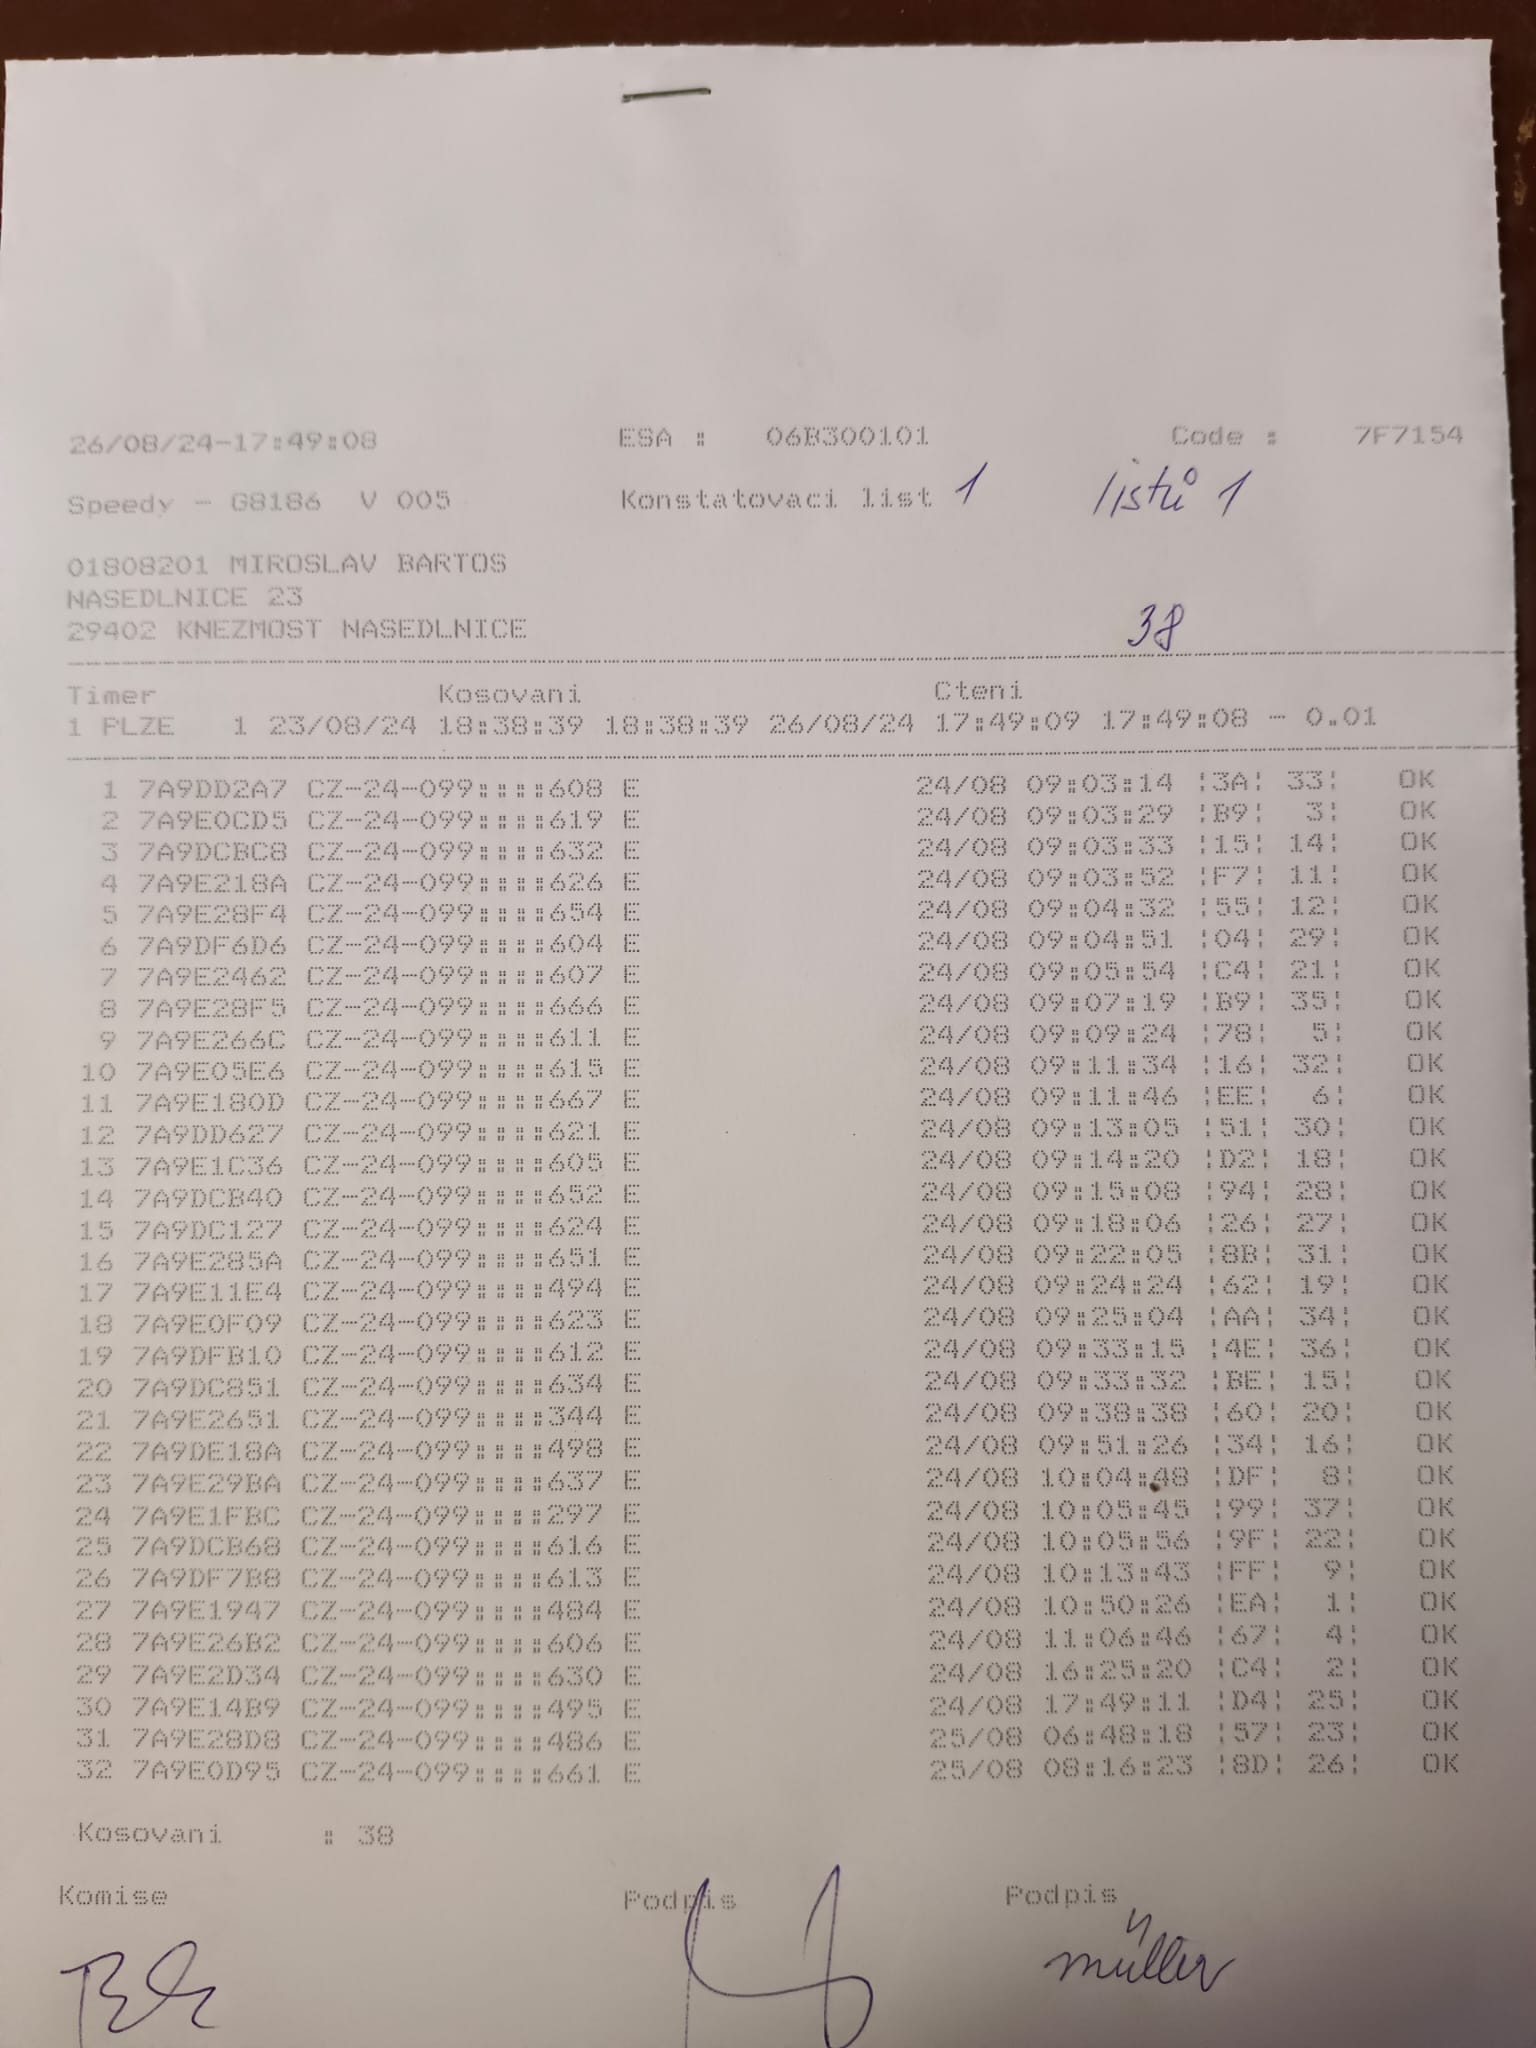 26/08/24-17:49:08 ESA : 06B300101 Code : 7F7154
Speedy - G8186 V 005 Konstatovaci list 1 listů 1
01808201 MIROSLAV BARTOS
NASEDLNICE 23
29402 KNEZMOST NASEDLNICE 38
Timer Kosovani Cteni
1 PLZE 1 23/08/24 18:38:39 18:38:39 26/08/24 17:49:09 17:49:08 - 0.01
1 7A9DD2A7 CZ-24-099::::608 E 24/08 09:03:14 ¦3A¦ 33¦ OK
2 7A9E0CD5 CZ-24-099::::619 E 24/08 09:03:29 ¦B9¦ 3¦ OK
3 7A9DCBC8 CZ-24-099::::632 E 24/08 09:03:33 ¦15¦ 14¦ OK
4 7A9E218A CZ-24-099::::626 E 24/08 09:03:52 ¦F7¦ 11¦ OK
5 7A9E28F4 CZ-24-099::::654 E 24/08 09:04:32 ¦55¦ 12¦ OK
6 7A9DF6D6 CZ-24-099::::604 E 24/08 09:04:51 ¦04¦ 29¦ OK
7 7A9E2462 CZ-24-099::::607 E 24/08 09:05:54 ¦C4¦ 21¦ OK
8 7A9E28F5 CZ-24-099::::666 E 24/08 09:07:19 ¦B9¦ 35¦ OK
9 7A9E266C CZ-24-099::::611 E 24/08 09:09:24 ¦78¦ 5¦ OK
10 7A9E05E6 CZ-24-099::::615 E 24/08 09:11:34 ¦16¦ 32¦ OK
11 7A9E180D CZ-24-099::::667 E 24/08 09:11:46 ¦EE¦ 6¦ OK
12 7A9DD627 CZ-24-099::::621 E 24/08 09:13:05 ¦51¦ 30¦ OK
13 7A9E1C36 CZ-24-099::::605 E 24/08 09:14:20 ¦D2¦ 18¦ OK
14 7A9DCB40 CZ-24-099::::652 E 24/08 09:15:08 ¦94¦ 28¦ OK
15 7A9DC127 CZ-24-099::::624 E 24/08 09:18:06 ¦26¦ 27¦ OK
16 7A9E285A CZ-24-099::::651 E 24/08 09:22:05 ¦8B¦ 31¦ OK
17 7A9E11E4 CZ-24-099::::494 E 24/08 09:24:24 ¦62¦ 19¦ OK
18 7A9E0F09 CZ-24-099::::623 E 24/08 09:25:04 ¦AA¦ 34¦ OK
19 7A9DFB10 CZ-24-099::::612 E 24/08 09:33:15 ¦4E¦ 36¦ OK
20 7A9DC851 CZ-24-099::::634 E 24/08 09:33:32 ¦BE¦ 15¦ OK
21 7A9E2651 CZ-24-099::::344 E 24/08 09:38:38 ¦60¦ 20¦ OK
22 7A9DE18A CZ-24-099::::498 E 24/08 09:51:26 ¦34¦ 16¦ OK
23 7A9E29BA CZ-24-099::::637 E 24/08 10:04:48 ¦DF¦ 8¦ OK
24 7A9E1FBC CZ-24-099::::297 E 24/08 10:05:45 ¦99¦ 37¦ OK
25 7A9DCB68 CZ-24-099::::616 E 24/08 10:05:56 ¦9F¦ 22¦ OK
26 7A9DF7B8 CZ-24-099::::613 E 24/08 10:13:43 ¦FF¦ 9¦ OK
27 7A9E1947 CZ-24-099::::484 E 24/08 10:50:26 ¦EA¦ 1¦ OK
28 7A9E26B2 CZ-24-099::::606 E 24/08 11:06:46 ¦67¦ 4¦ OK
29 7A9E2D34 CZ-24-099::::630 E 24/08 16:25:20 ¦C4¦ 2¦ OK
30 7A9E14B9 CZ-24-099::::495 E 24/08 17:49:11 ¦D4¦ 25¦ OK
31 7A9E28D8 CZ-24-099::::486 E 25/08 06:48:18 ¦57¦ 23¦ OK
32 7A9E0D95 CZ-24-099::::661 E 25/08 08:16:23 ¦8D¦ 26¦ OK
Kosovani : 38
Komise Podpis Podpis
müller